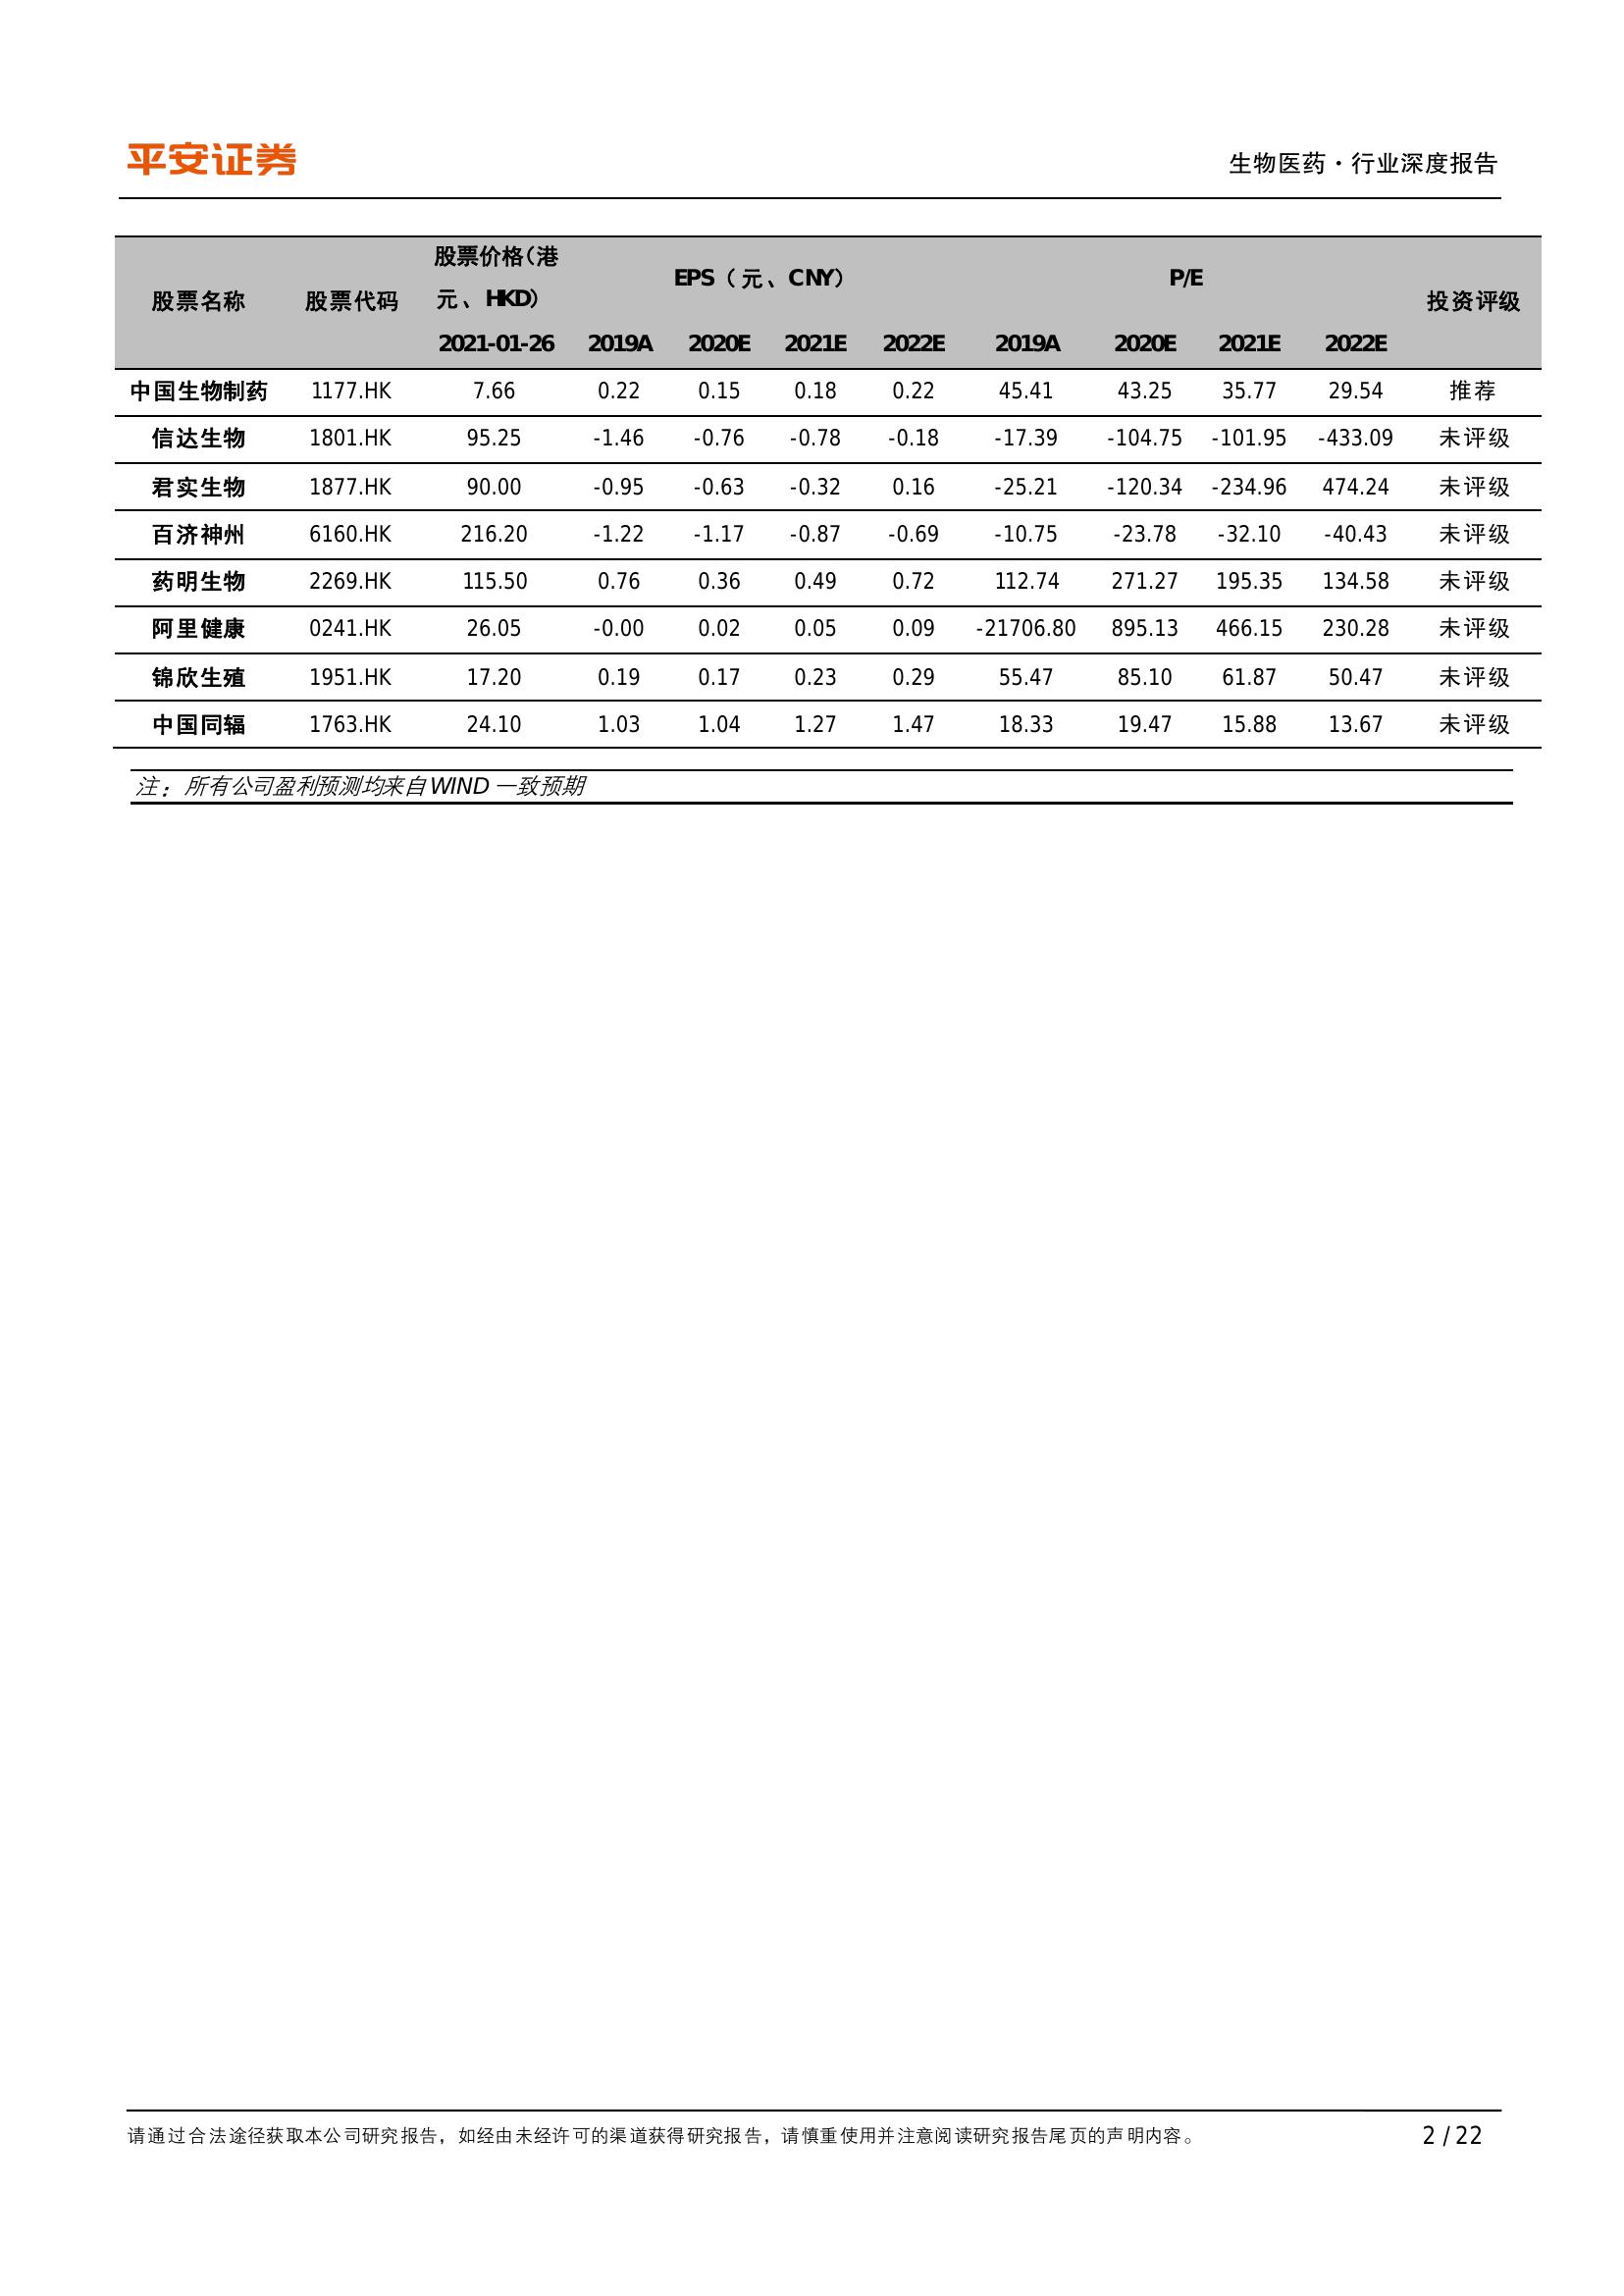 平安证券
生物医药·行业深度报告
股票名称 股票代码 股票价格(港元、HKD) EPS（元、CNY） P/E 投资评级
2021-01-26 2019A 2020E 2021E 2022E 2019A 2020E 2021E 2022E
中国生物制药 1177.HK 7.66 0.22 0.15 0.18 0.22 45.41 43.25 35.77 29.54 推荐
信达生物 1801.HK 95.25 -1.46 -0.76 -0.78 -0.18 -17.39 -104.75 -101.95 -433.09 未评级
君实生物 1877.HK 90.00 -0.95 -0.63 -0.32 0.16 -25.21 -120.34 -234.96 474.24 未评级
百济神州 6160.HK 216.20 -1.22 -1.17 -0.87 -0.69 -10.75 -23.78 -32.10 -40.43 未评级
药明生物 2269.HK 115.50 0.76 0.36 0.49 0.72 112.74 271.27 195.35 134.58 未评级
阿里健康 0241.HK 26.05 -0.00 0.02 0.05 0.09 -21706.80 895.13 466.15 230.28 未评级
锦欣生殖 1951.HK 17.20 0.19 0.17 0.23 0.29 55.47 85.10 61.87 50.47 未评级
中国同辐 1763.HK 24.10 1.03 1.04 1.27 1.47 18.33 19.47 15.88 13.67 未评级
注：所有公司盈利预测均来自WIND 一致预期
请通过合法途径获取本公司研究报告，如经由未经许可的渠道获得研究报告，请慎重使用并注意阅读研究报告尾页的声明内容。 2 / 22